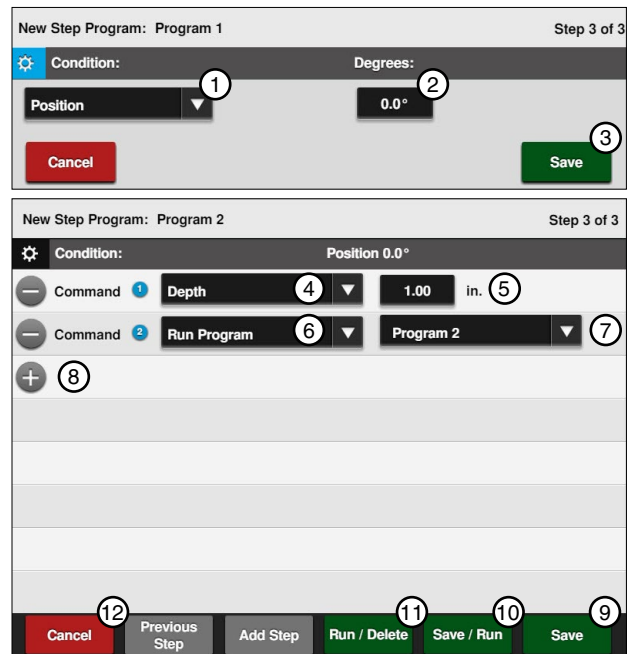 New Step Program: Program 1 Step 3 of 3
Condition: Degrees:
1 2
Position 0.0°
3
Cancel Save
New Step Program: Program 2 Step 3 of 3
Condition: Position 0.0°
Command 1 Depth 4 1.00 in. 5
Command 2 Run Program 6 Program 2 7
8
12 11 10 9
Cancel Previous Step Add Step Run / Delete Save / Run Save